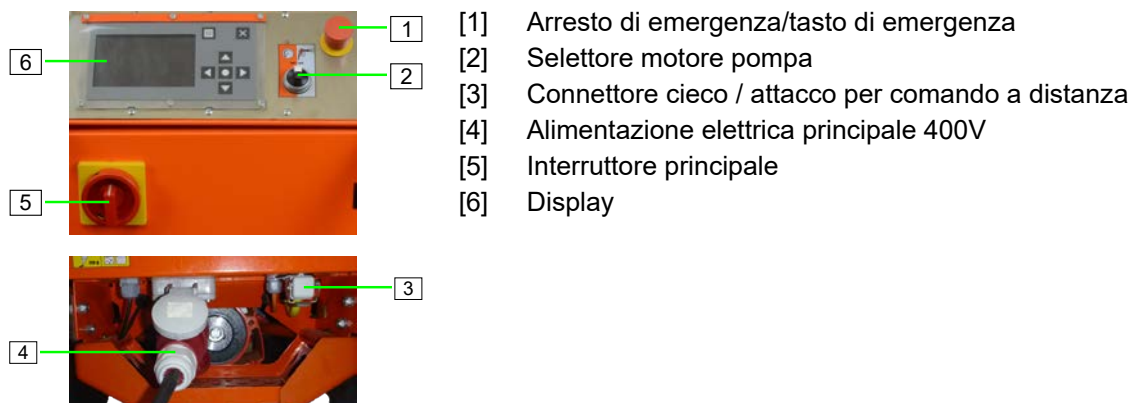 1
6
2
5
3
4
[1] Arresto di emergenza/tasto di emergenza
[2] Selettore motore pompa
[3] Connettore cieco / attacco per comando a distanza
[4] Alimentazione elettrica principale 400V
[5] Interruttore principale
[6] Display